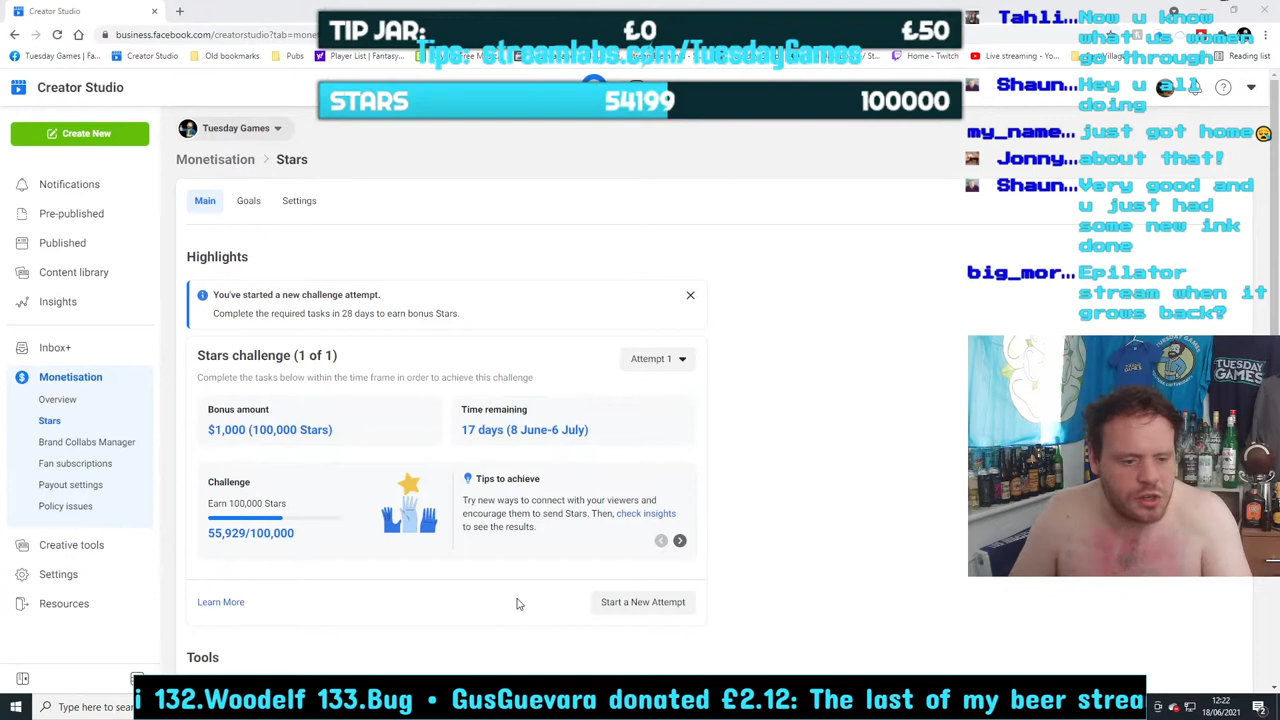 TIP JAR: £0 £50
Tips- streamlabs.com/TuesdayGames
STARS 54199 100000
business.facebook.com/creatorstudio?tab=mone
Creator Studio
Live streaming - Yo
Home - Twitch
Reading list
Player List | Fantasy...
Creator Studio
Create New
Tuesday Games
Monetisation > Stars
Notifications
Pre-published
Published
Content library
Insights
Inbox+
Monetisation
Overview
Stars
Brand Collabs Manager
Fan subscriptions
Payout settings
Policy issues
Creative tools
Settings
Resources
Main Goals Settings
Highlights
You've started a new challenge attempt.
Complete the required tasks in 28 days to earn bonus Stars.
Stars challenge (1 of 1)
Attempt 1
Complete the tasks below within the time frame in order to achieve this challenge
Bonus amount
$1,000 (100,000 Stars)
Time remaining
17 days (8 June-6 July)
Challenge
Earn 100,000 Stars
55,929/100,000
Tips to achieve
Try new ways to connect with your viewers and
encourage them to send Stars. Then, check insights
to see the results.
Learn More
Start a New Attempt
Tools
Tahli... Now u know
what us women
go through
Shaun... Hey u all
doing
my_name... just got home
Jonny... about that!
Shaun... Very good and
u just had
some new ink
done
big_mor... Epilator
stream when it
grows back?
TUESDAY
GAMES
i 132.Woodelf 133.Bug • GusGuevara donated £2.12: The last of my beer strea
Type here to sear
12:22
18/06/2021